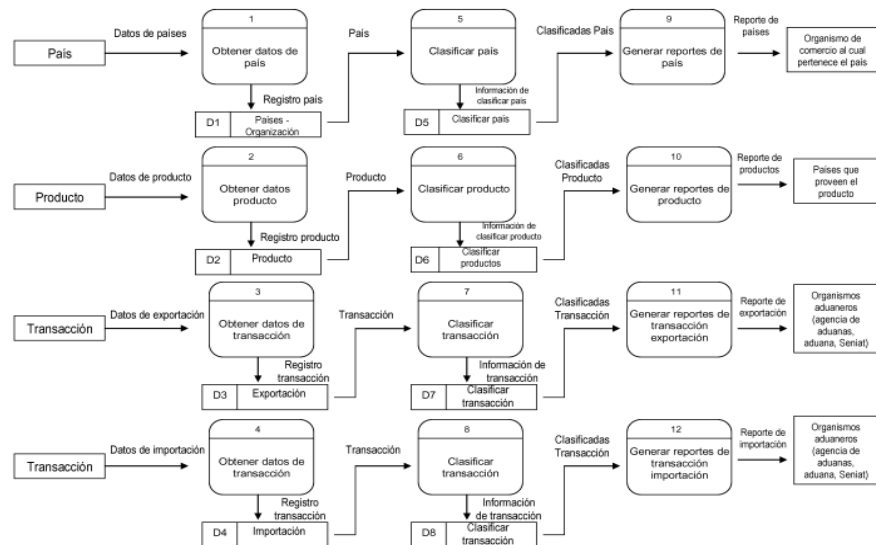 País
Datos de países
1
Obtener datos de
país
Registro país
D1
Países -
Organización
País
5
Clasificar país
Información de
clasificar país
D5
Clasificar país
Clasificadas País
9
Generar reportes de
país
Reporte de
países
Organismo de
comercio al cual
pertenece el país
Producto
Datos de producto
2
Obtener datos
producto
Registro producto
D2
Producto
Producto
6
Clasificar producto
Información de
clasificar producto
D6
Clasificar
productos
Clasificadas
Producto
10
Generar reportes de
producto
Reporte de
productos
Países que
proveen el
producto
Transacción
Datos de exportación
3
Obtener datos de
transacción
Registro
transacción
D3
Exportación
Transacción
7
Clasificar
transacción
Información de
transacción
D7
Clasificar
transacción
Clasificadas
Transacción
11
Generar reportes de
transacción
exportación
Reporte de
exportación
Organismos
aduaneros
(agencia de
aduanas,
aduana, Seniat)
Transacción
Datos de importación
4
Obtener datos de
transacción
Registro
transacción
D4
Importación
Transacción
8
Clasificar
transacción
Información
de transacción
D8
Clasificar
transacción
Clasificadas
Transacción
12
Generar reportes de
transacción
importación
Reporte de
importación
Organismos
aduaneros
(agencia de
aduanas,
aduana, Seniat)